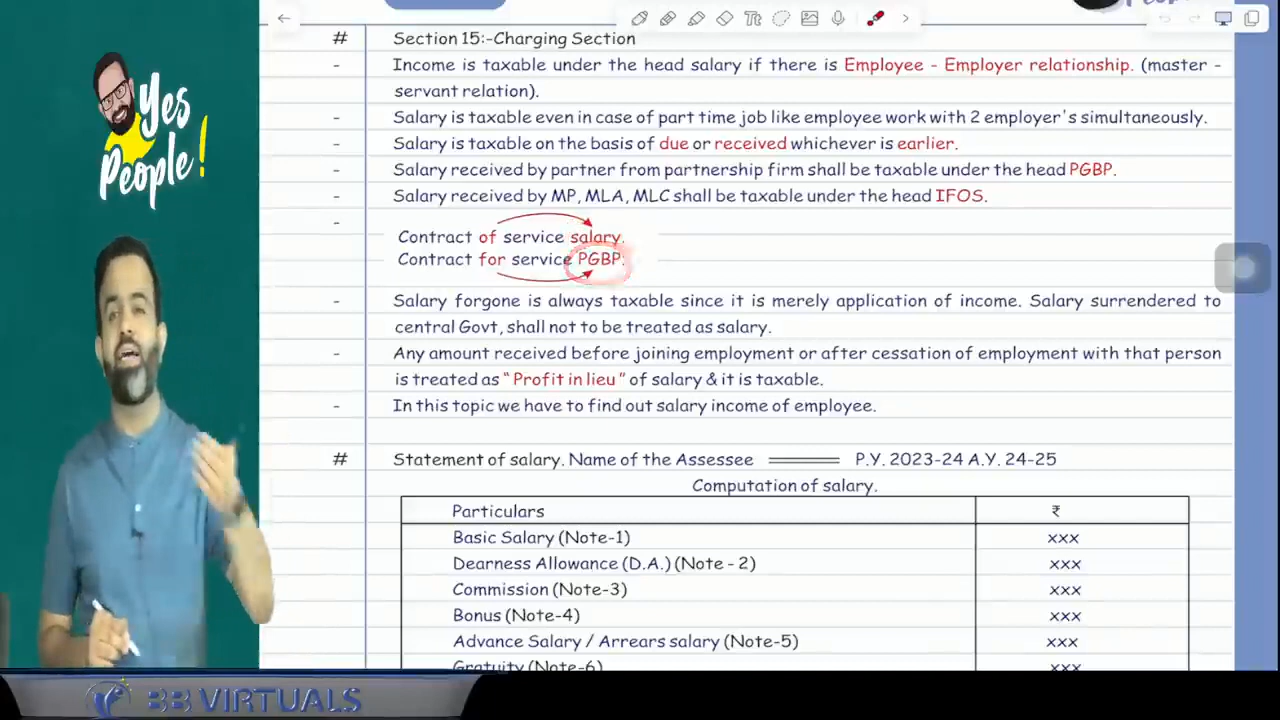 # Section 15:-Charging Section
- Income is taxable under the head salary if there is Employee - Employer relationship. (master -
servant relation).
- Salary is taxable even in case of part time job like employee work with 2 employer's simultaneously.
- Salary is taxable on the basis of due or received whichever is earlier.
- Salary received by partner from partnership firm shall be taxable under the head PGBP.
- Salary received by MP, MLA, MLC shall be taxable under the head IFOS.
-
Contract of service salary.
Contract for service PGBP.
- Salary forgone is always taxable since it is merely application of income. Salary surrendered to
central Govt, shall not to be treated as salary.
- Any amount received before joining employment or after cessation of employment with that person
is treated as “ Profit in lieu ” of salary & it is taxable.
- In this topic we have to find out salary income of employee.
# Statement of salary. Name of the Assessee P.Y. 2023-24 A.Y. 24-25
Computation of salary.
Particulars ₹
Basic Salary (Note-1) xxx
Dearness Allowance (D.A.) (Note - 2) xxx
Commission (Note-3) xxx
Bonus (Note-4) xxx
Advance Salary / Arrears salary (Note-5) xxx
Gratuity (Note-6) xxx
Yes
People!
Tt
BB VIRTUALS